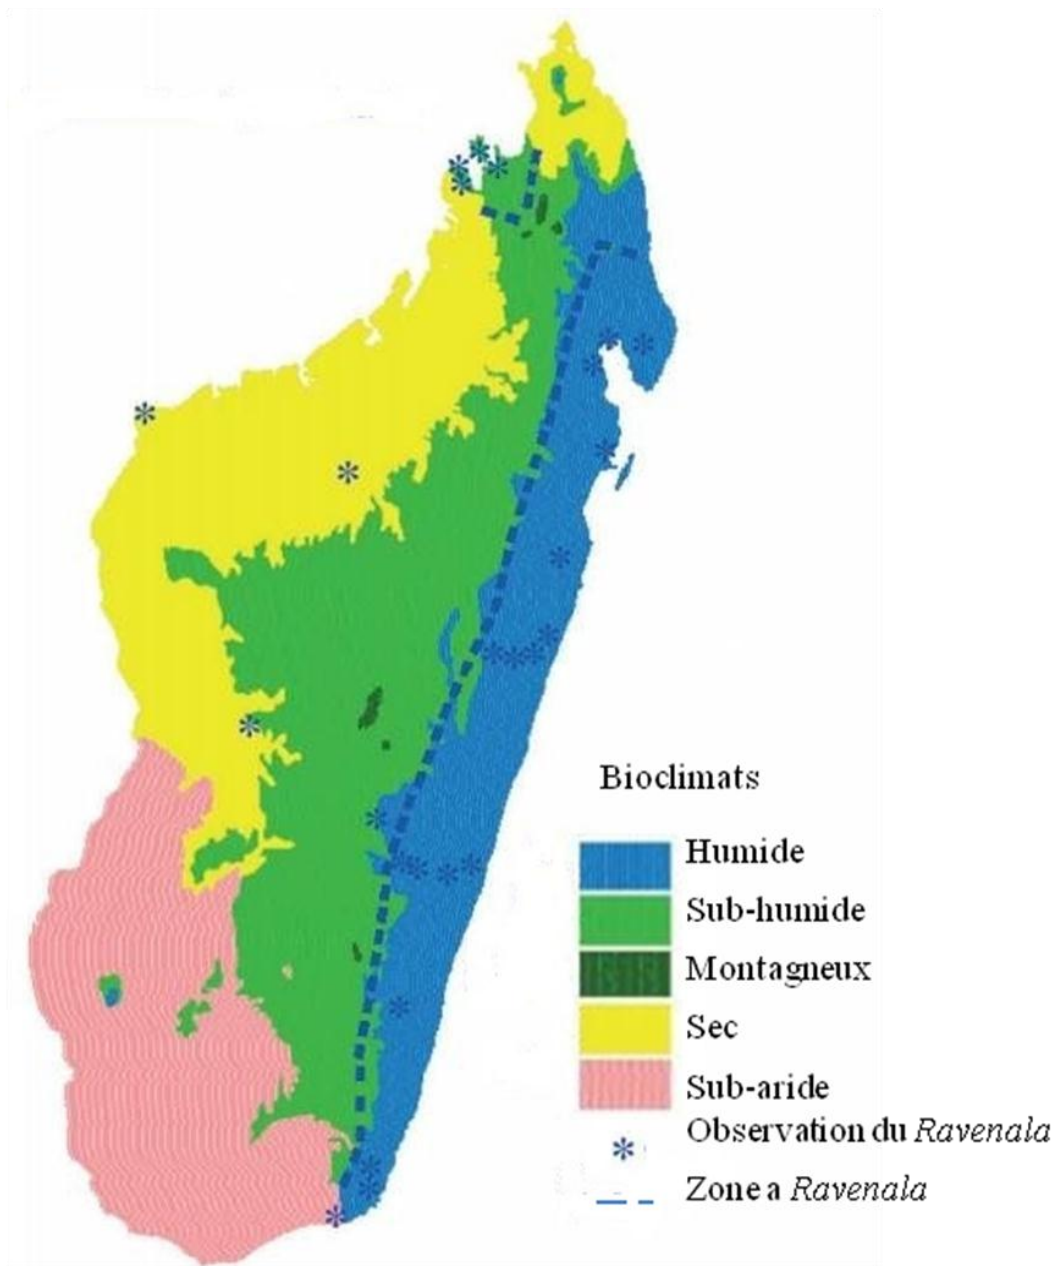 Bioclimats
Humide
Sub-humide
Montagneux
Sec
Sub-aride
Observation du Ravenala
Zone a Ravenala